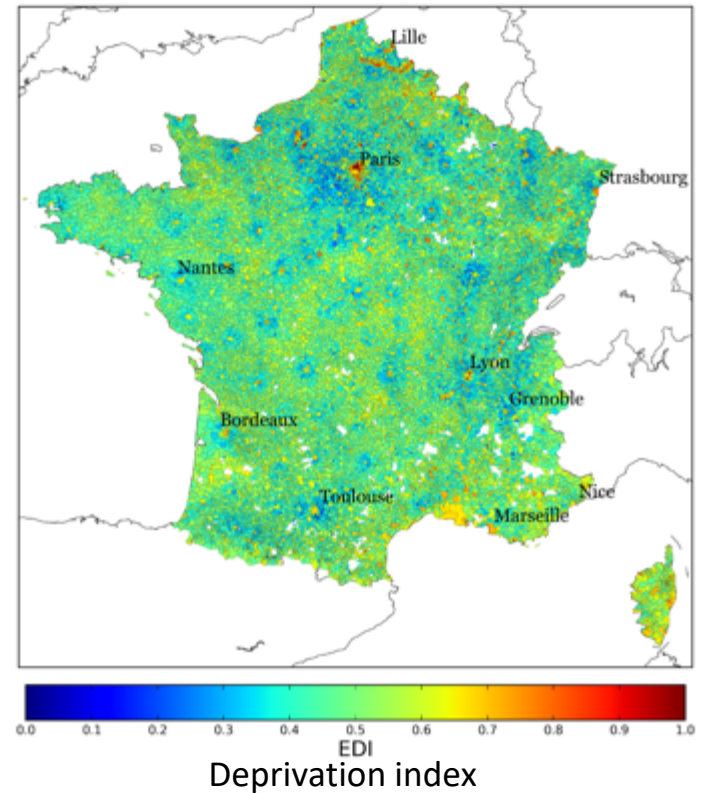 Lille
Paris
Strasbourg
Nantes
Lyon
Grenoble
Bordeaux
Nice
Toulouse
Marseille
0.0 0.1 0.2 0.3 0.4 0.5 0.6 0.7 0.8 0.9 1.0
EDI
Deprivation index